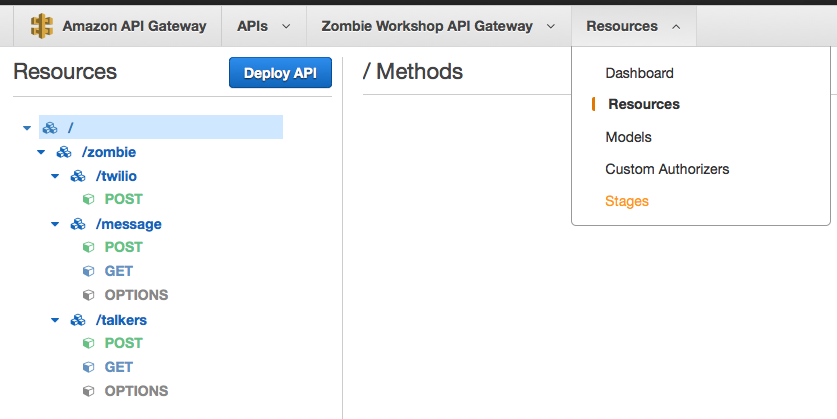 Amazon API Gateway
APIs
Zombie Workshop API Gateway
Resources
Resources
Deploy API
/ Methods
Dashboard
Resources
Models
Custom Authorizers
Stages
/
/zombie
/twilio
POST
/message
POST
GET
OPTIONS
/talkers
POST
GET
OPTIONS